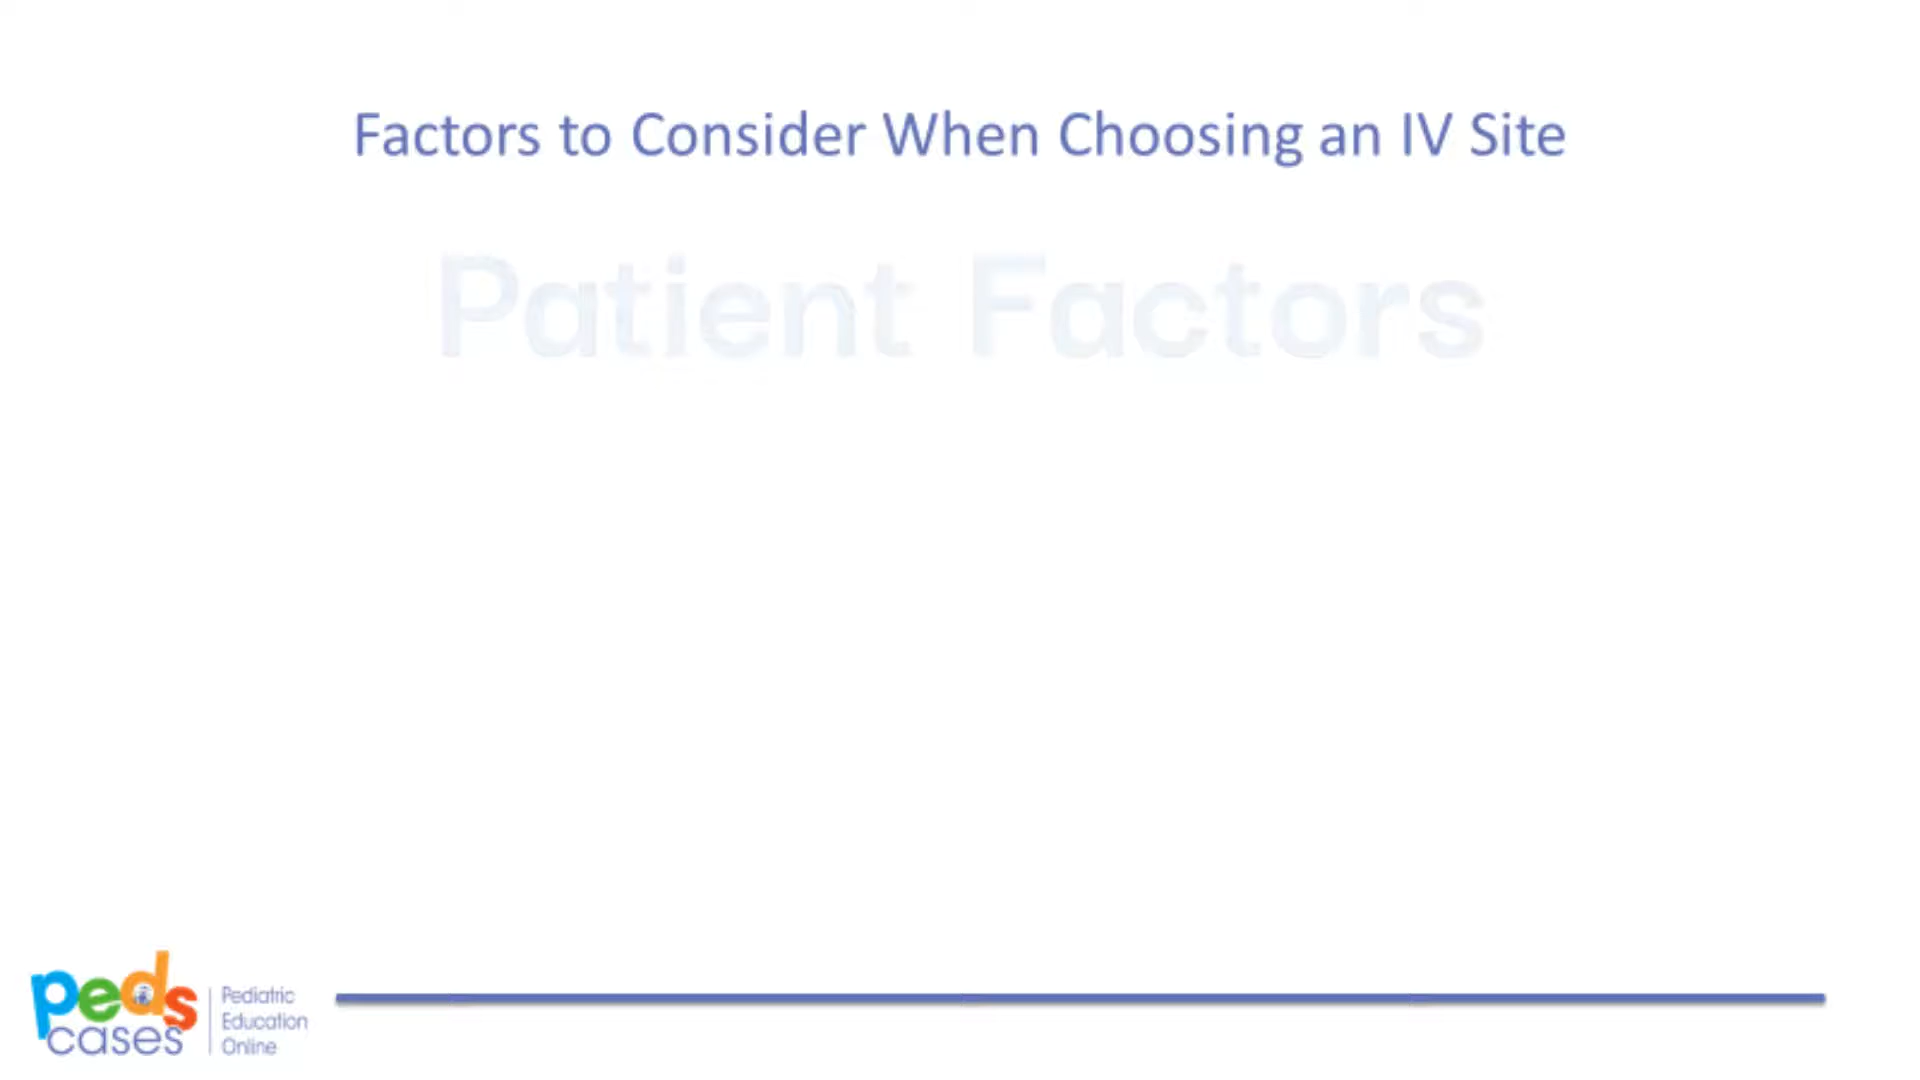 Factors to Consider When Choosing an IV Site
Patient Factors
peds
cases
Pediatric
Education
Online